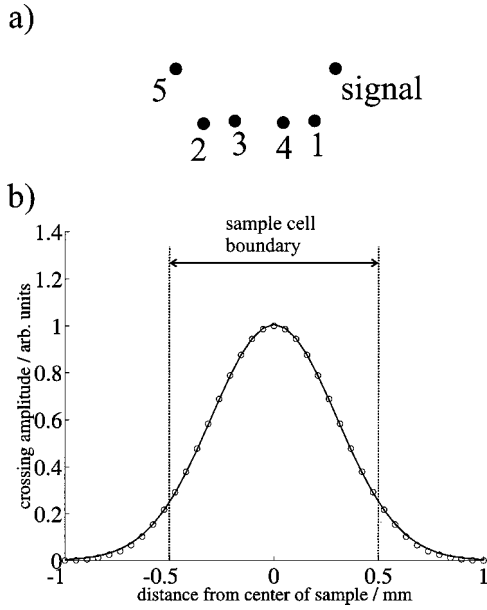 a)
5 signal
2 3 4 1
b)
sample cell
boundary
1.4
1.2
1
0.8
0.6
0.4
0.2
0
crossing amplitude / arb. units
-1 -0.5 0 0.5 1
distance from center of sample / mm